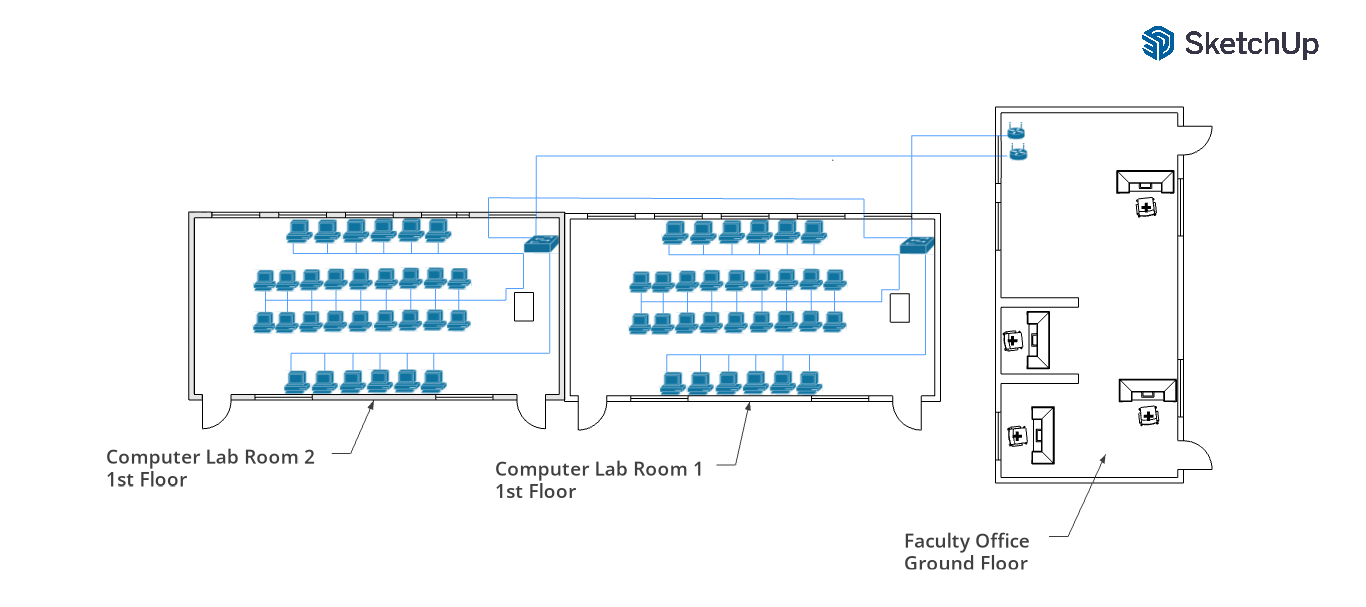 SketchUp
Computer Lab Room 2
1st Floor
Computer Lab Room 1
1st Floor
Faculty Office
Ground Floor